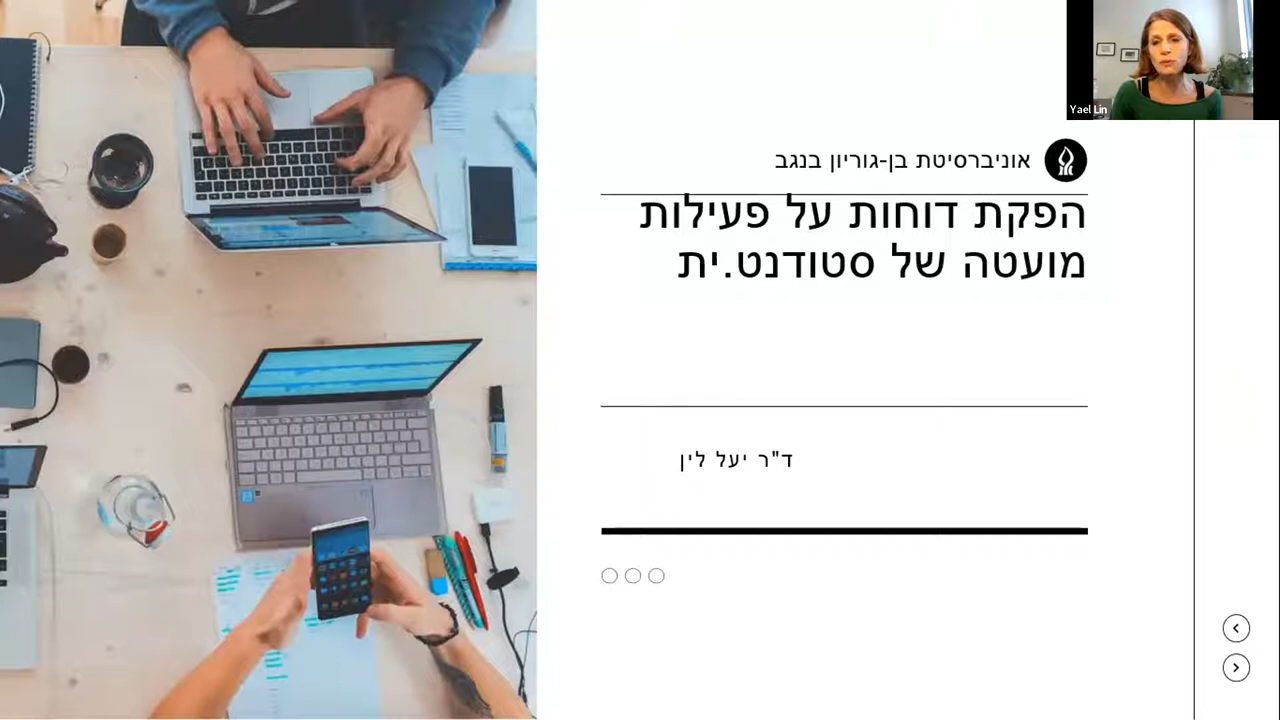 Yael Lin
אוניברסיטת בן-גוריון בנגב
הפקת דוחות על פעילות
מועטה של סטודנט.ית
ד"ר יעל לין